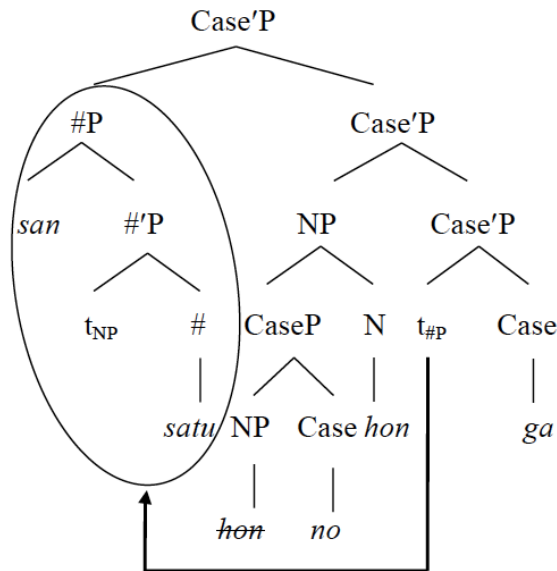 Case′P
#P Case′P
san #′P NP Case′P
t_NP # CaseP N t_#P Case
satu NP Case hon ga
~~hon~~ no